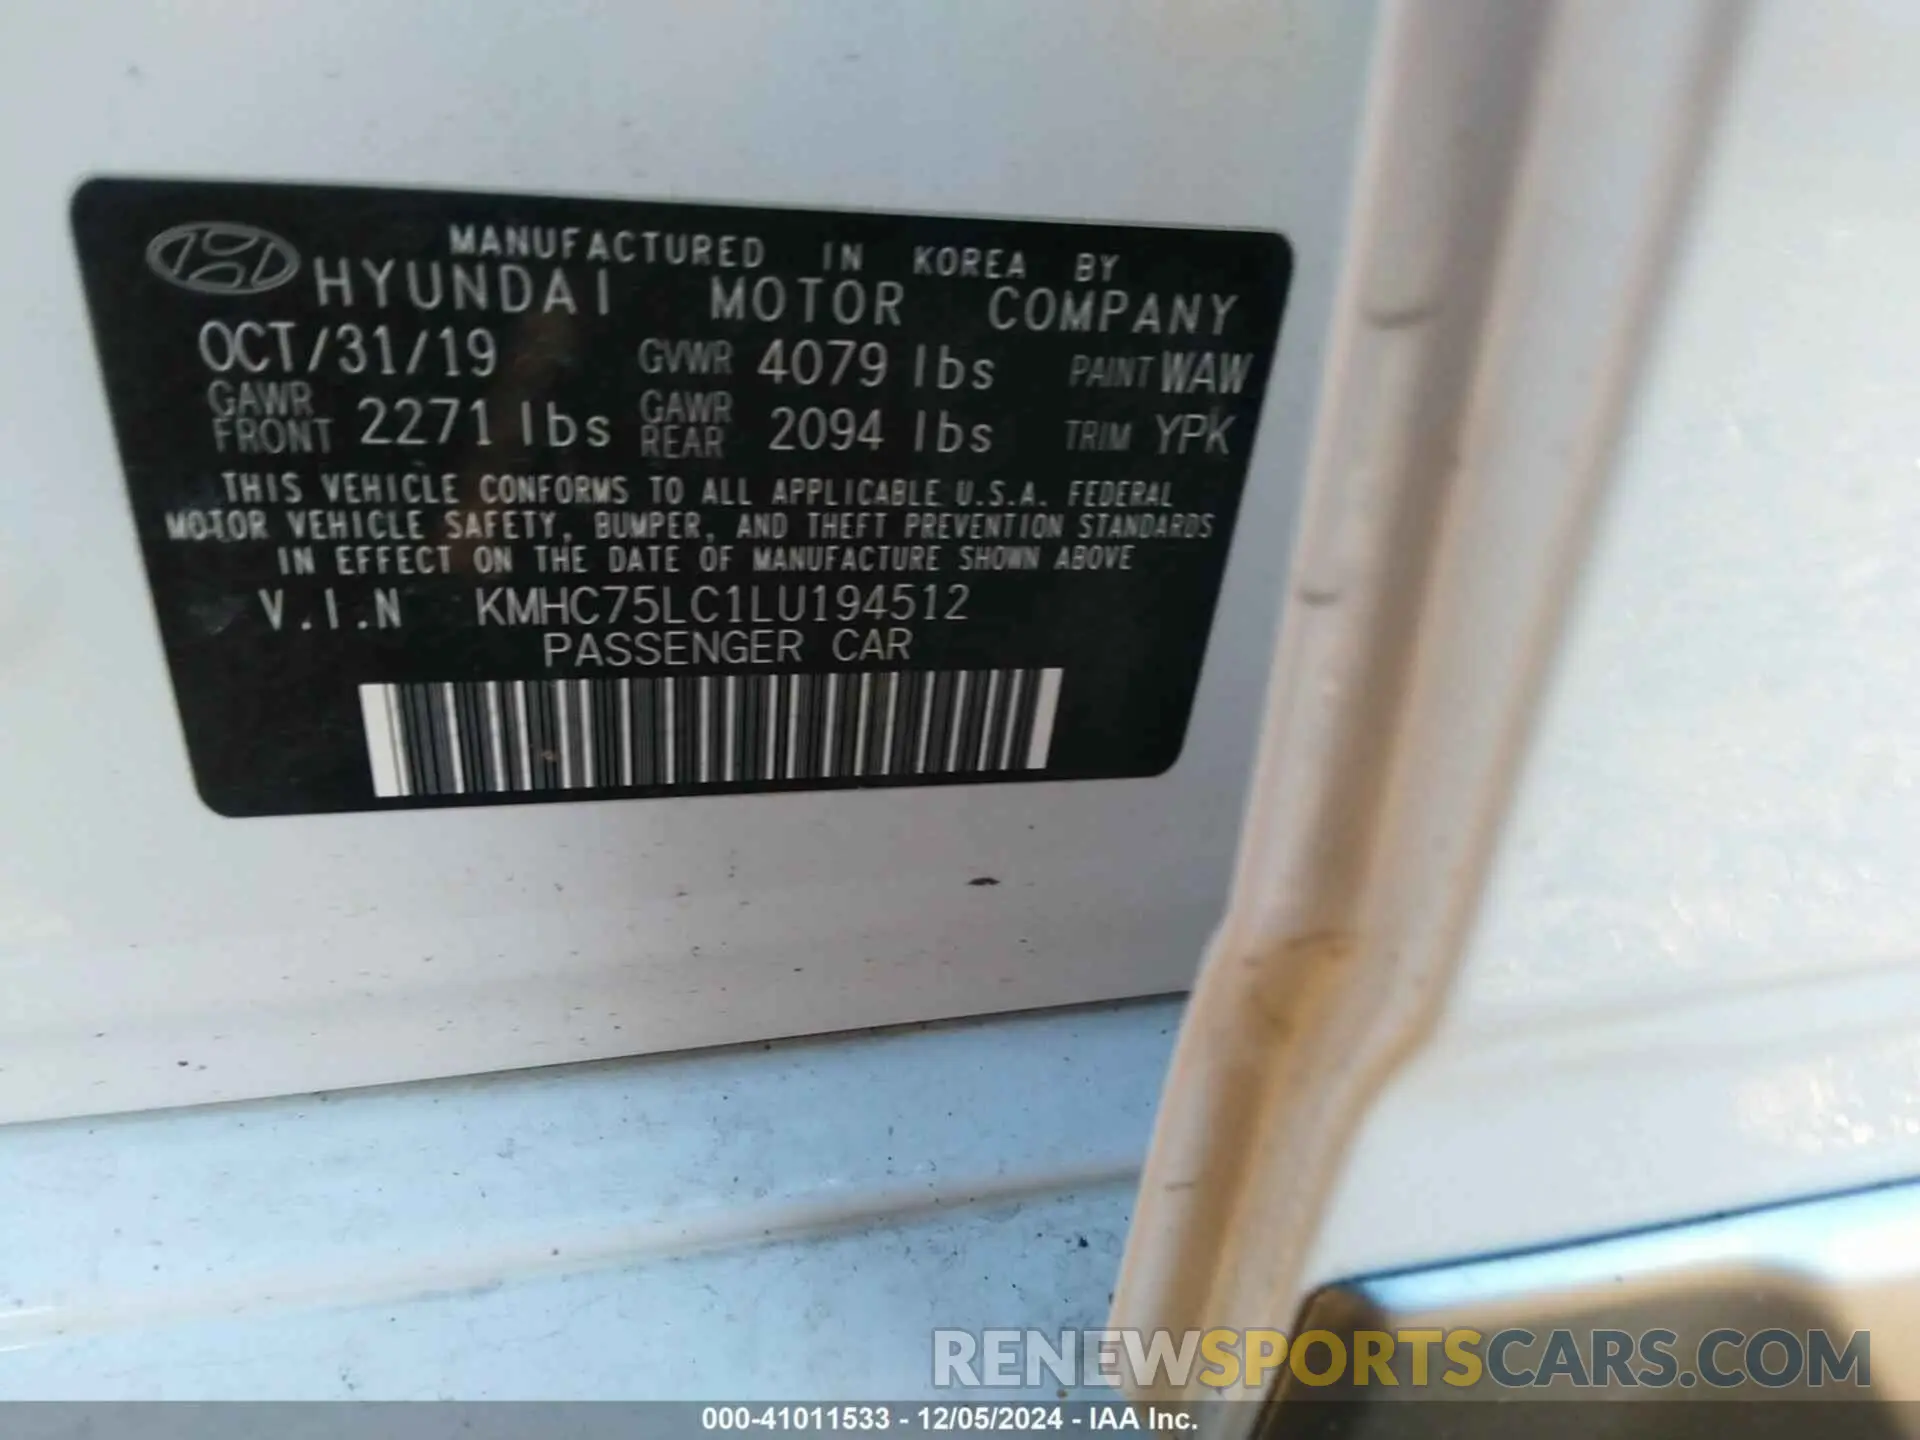 MANUFACTURED IN KOREA BY
HYUNDAI MOTOR COMPANY
OCT/31/19 GVWR 4079 lbs PAINT WAW
GAWR FRONT 2271 lbs GAWR REAR 2094 lbs TRIM YPK
THIS VEHICLE CONFORMS TO ALL APPLICABLE U.S.A. FEDERAL
MOTOR VEHICLE SAFETY, BUMPER, AND THEFT PREVENTION STANDARDS
IN EFFECT ON THE DATE OF MANUFACTURE SHOWN ABOVE
V.I.N KMHC75LC1LU194512
PASSENGER CAR
RENEWSPORTSCARS.COM
000-41011533 - 12/05/2024 - IAA Inc.